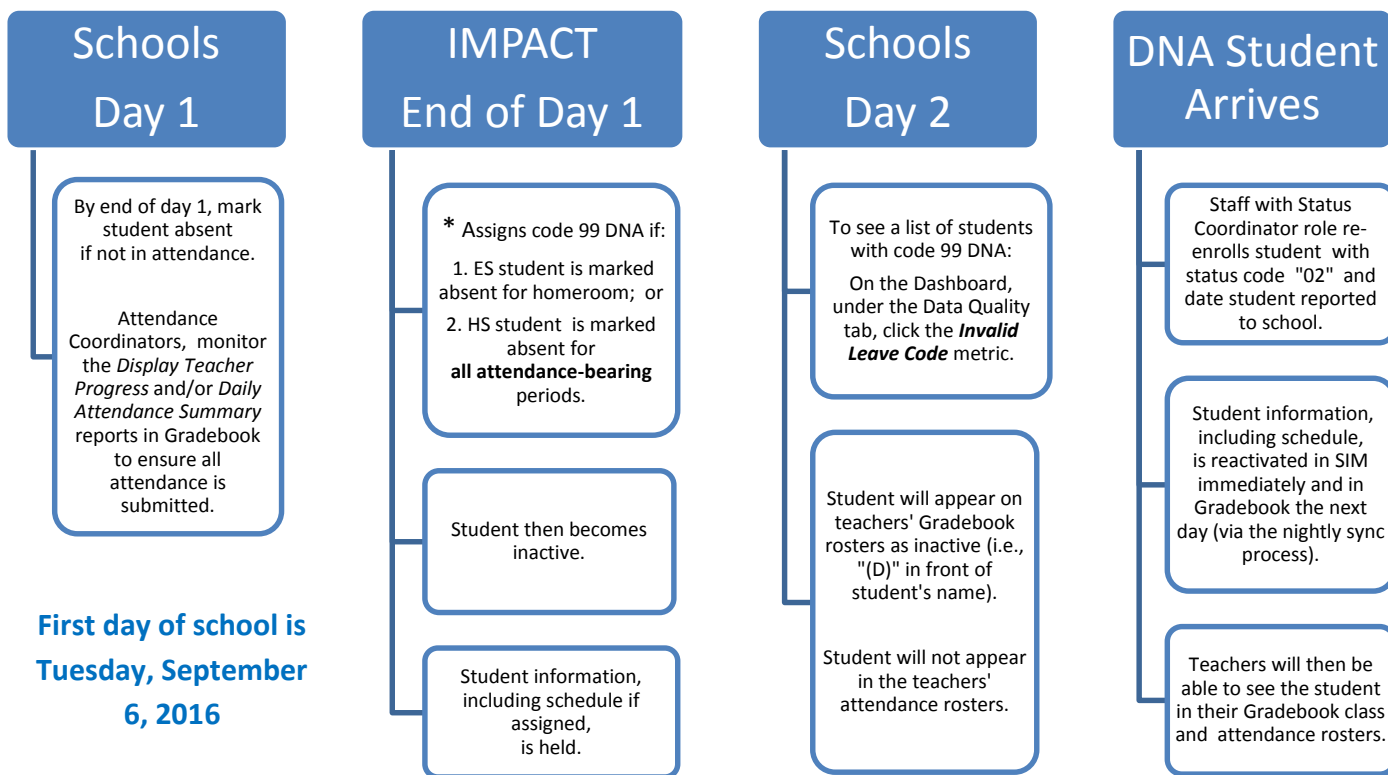 Schools
Day 1
By end of day 1, mark
student absent
if not in attendance.
Attendance
Coordinators, monitor
the Display Teacher
Progress and/or Daily
Attendance Summary
reports in Gradebook
to ensure all
attendance is
submitted.
First day of school is
Tuesday, September
6, 2016
IMPACT
End of Day 1
* Assigns code 99 DNA if:
1. ES student is marked
absent for homeroom; or
2. HS student is marked
absent for
all attendance-bearing
periods.
Student then becomes
inactive.
Student information,
including schedule if
assigned,
is held.
Schools
Day 2
To see a list of students
with code 99 DNA:
On the Dashboard,
under the Data Quality
tab, click the Invalid
Leave Code metric.
Student will appear on
teachers' Gradebook
rosters as inactive (i.e.,
"(D)" in front of
student's name).
Student will not appear
in the teachers'
attendance rosters.
DNA Student
Arrives
Staff with Status
Coordinator role re-
enrolls student with
status code "02" and
date student reported
to school.
Student information,
including schedule,
is reactivated in SIM
immediately and in
Gradebook the next
day (via the nightly sync
process).
Teachers will then be
able to see the student
in their Gradebook class
and attendance rosters.